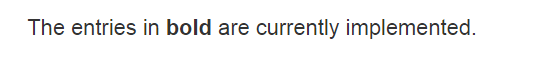 The entries in bold are currently implemented.